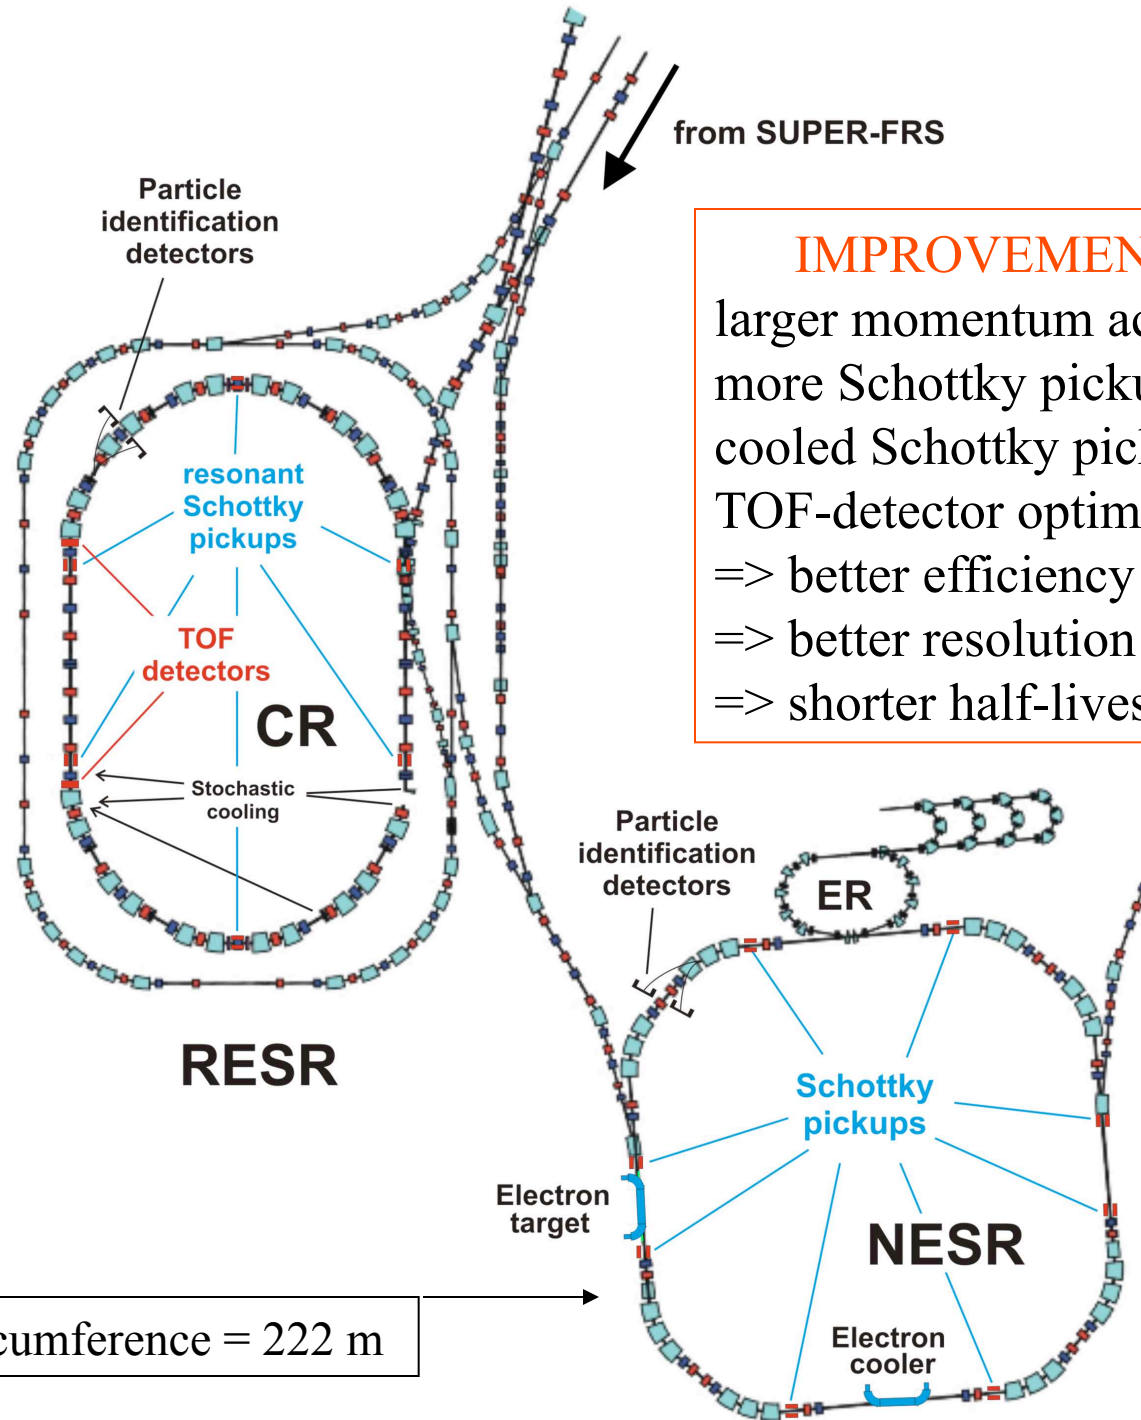 from SUPER-FRS
Particle
identification
detectors
IMPROVEMEN
larger momentum ac
more Schottky picku
cooled Schottky pic
TOF-detector optim
=> better efficiency
=> better resolution
=> shorter half-lives
resonant
Schottky
pickups
TOF
detectors
CR
Stochastic
cooling
RESR
Particle
identification
detectors
ER
Schottky
pickups
Electron
target
NESR
Electron
cooler
cumference = 222 m